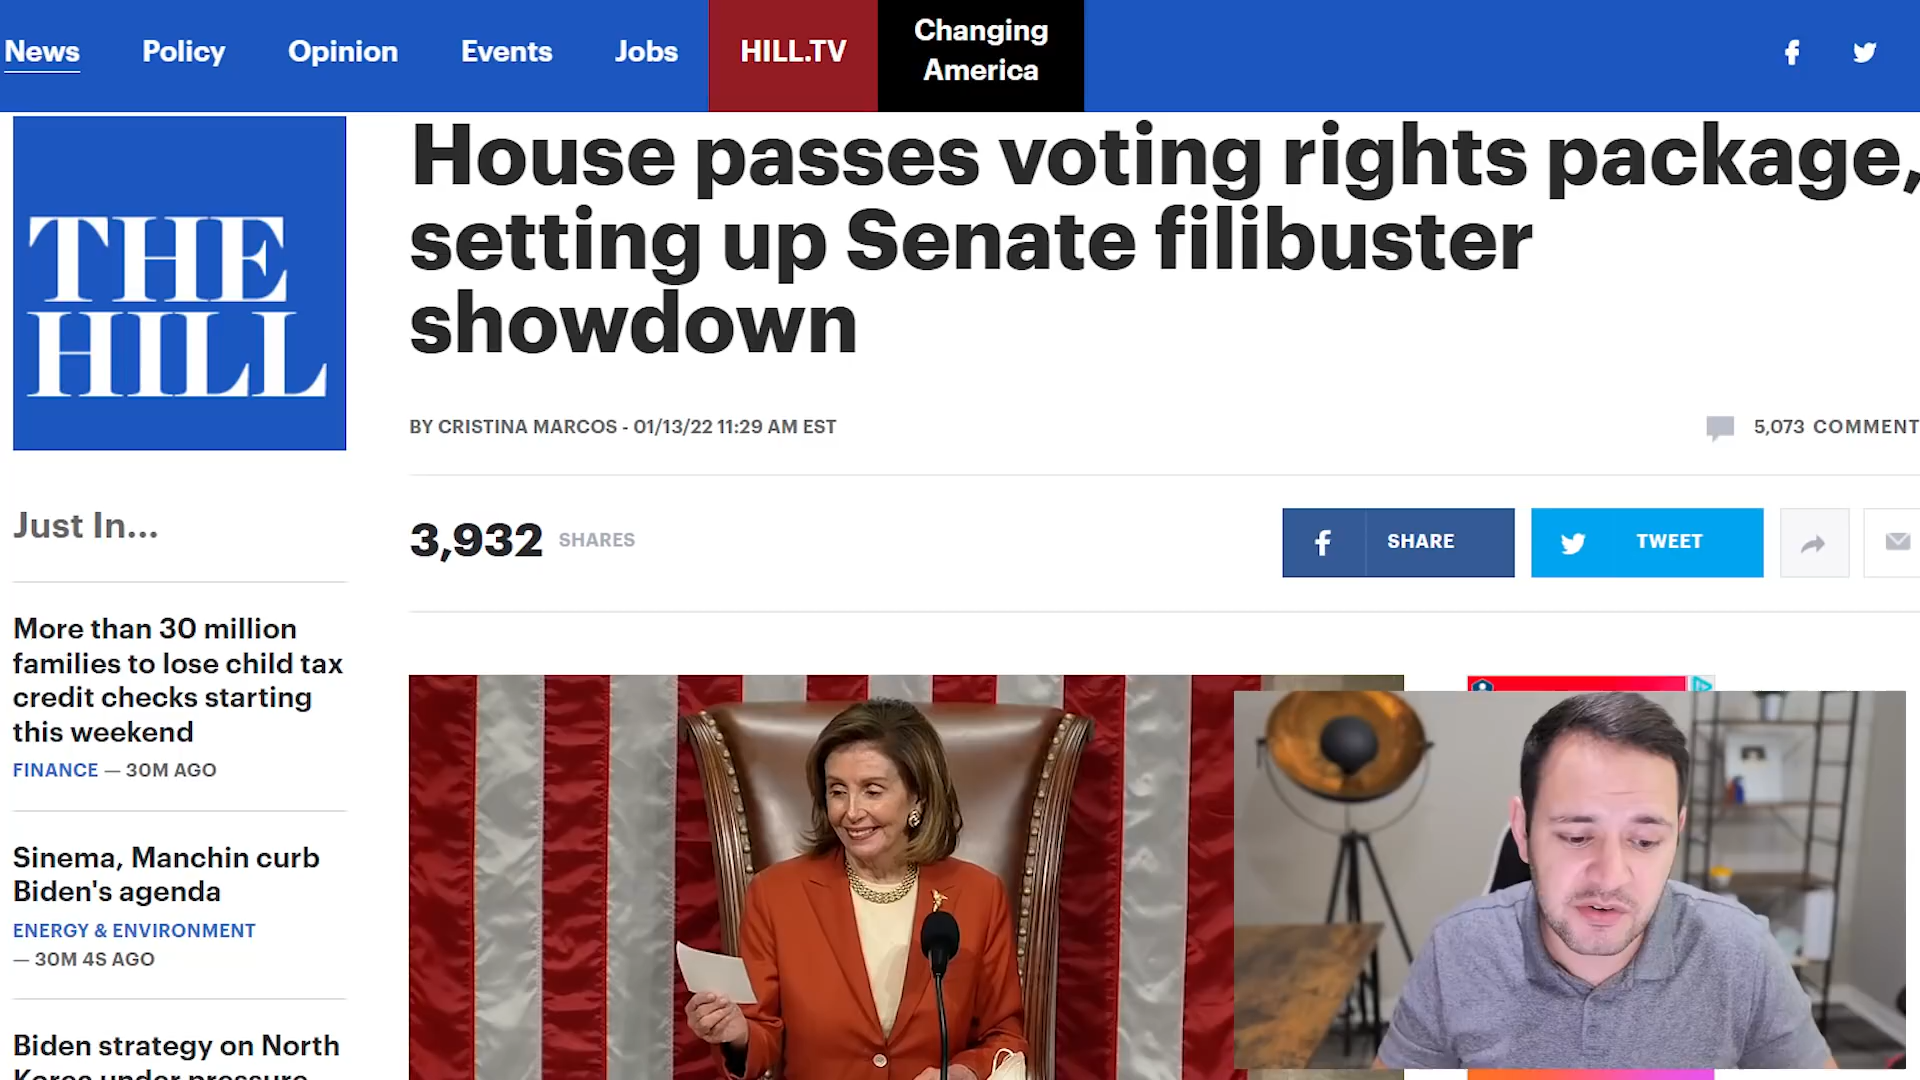 News
Policy
Opinion
Events
Jobs
HILL.TV
Changing
America
THE
HILL
House passes voting rights package,
setting up Senate filibuster
showdown
BY CRISTINA MARCOS - 01/13/22 11:29 AM EST
5,073 COMMENT
3,932 SHARES
SHARE
TWEET
Just In...
More than 30 million
families to lose child tax
credit checks starting
this weekend
FINANCE — 30M AGO
Sinema, Manchin curb
Biden's agenda
ENERGY & ENVIRONMENT
— 30M 4S AGO
Biden strategy on North
Korea under pressure